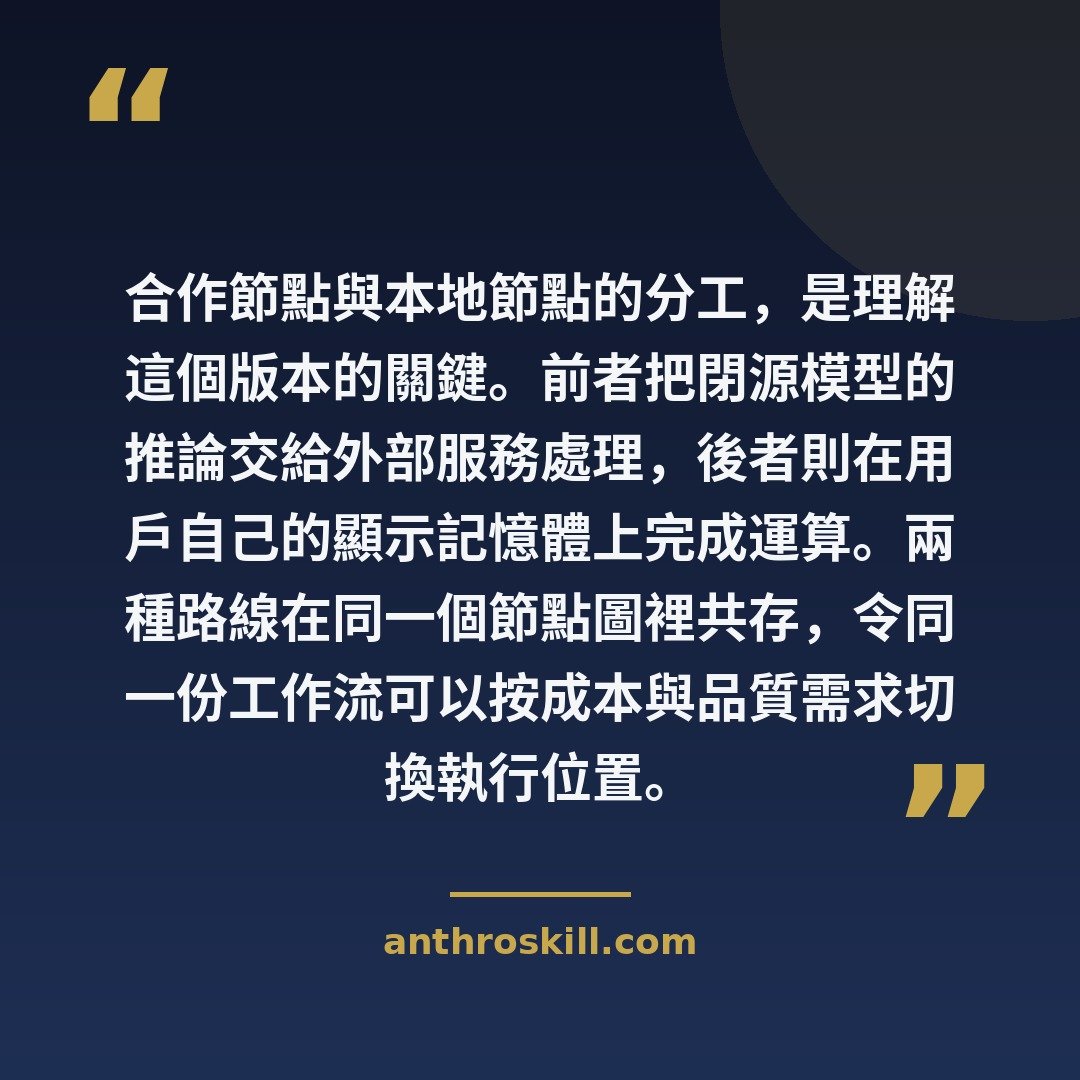 “
合作節點與本地節點的分工，是理解
這個版本的關鍵。前者把閉源模型的
推論交給外部服務處理，後者則在用
戶自己的顯示記憶體上完成運算。兩
種路線在同一個節點圖裡共存，令同
一份工作流可以按成本與品質需求切
換執行位置。
”
anthroskill.com